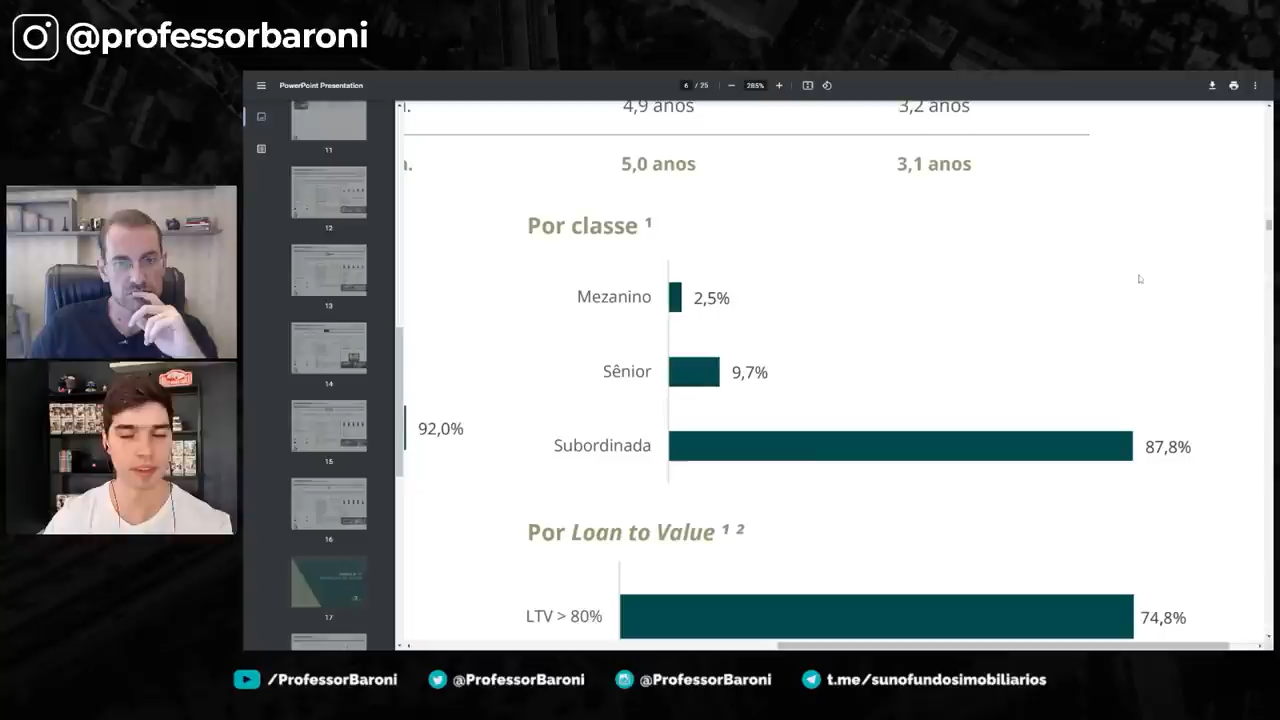 @professorbaroni
PowerPoint Presentation
6 / 25
285%
4,9 anos 3,2 anos
5,0 anos 3,1 anos
11
12
13
14
15
16
17
Por classe ¹
Mezanino 2,5%
Sênior 9,7%
92,0%
Subordinada 87,8%
Por Loan to Value ¹ ²
LTV > 80% 74,8%
/ProfessorBaroni @ProfessorBaroni @ProfessorBaroni t.me/sunofundosimobiliarios